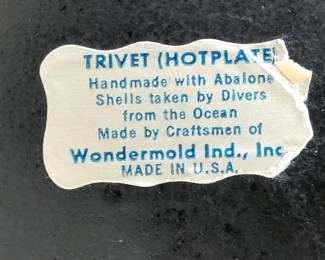 TRIVET (HOTPLATE)
Handmade with Abalone
Shells taken by Divers
from the Ocean
Made by Craftsmen of
Wondermold Ind., Inc
MADE IN U.S.A.